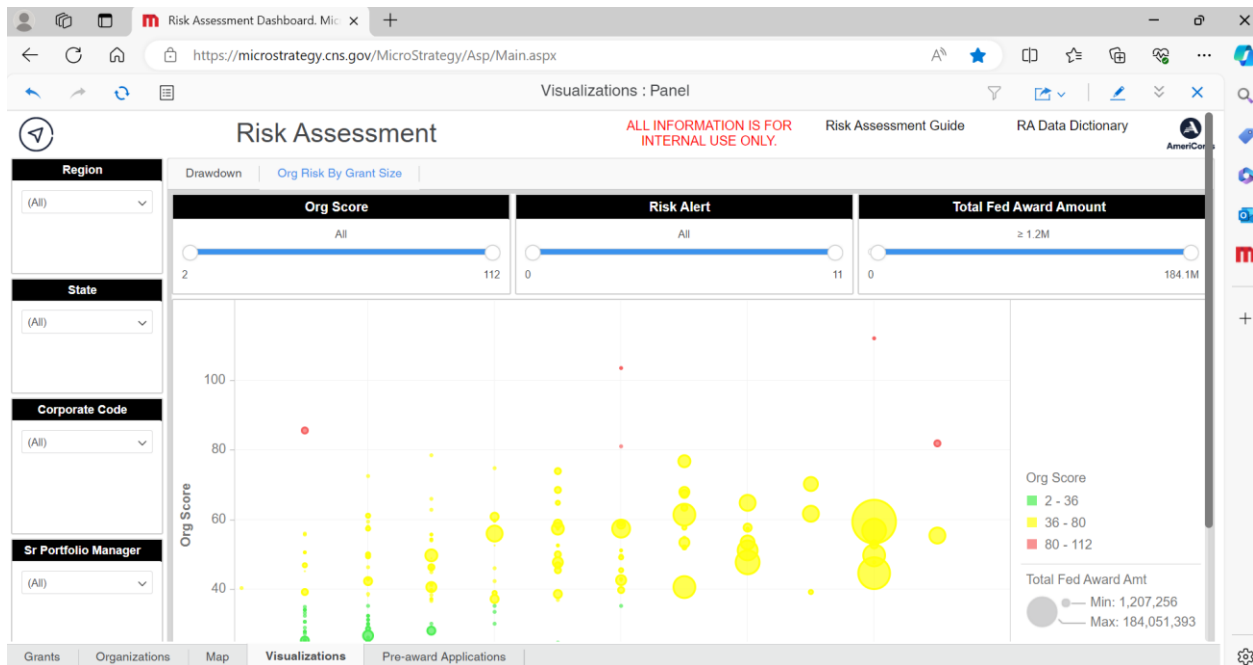 Risk Assessment Dashboard. Mic
https://microstrategy.cns.gov/MicroStrategy/Asp/Main.aspx
Visualizations : Panel
Risk Assessment
ALL INFORMATION IS FOR
INTERNAL USE ONLY.
Risk Assessment Guide
RA Data Dictionary
AmeriCorps
Region
(All)
State
(All)
Corporate Code
(All)
Sr Portfolio Manager
(All)
Drawdown
Org Risk By Grant Size
Org Score
All
2 112
Risk Alert
All
0 11
Total Fed Award Amount
≥ 1.2M
0 184.1M
Org Score
100
80
60
40
Org Score
2 - 36
36 - 80
80 - 112
Total Fed Award Amt
Min: 1,207,256
Max: 184,051,393
Grants Organizations Map Visualizations Pre-award Applications